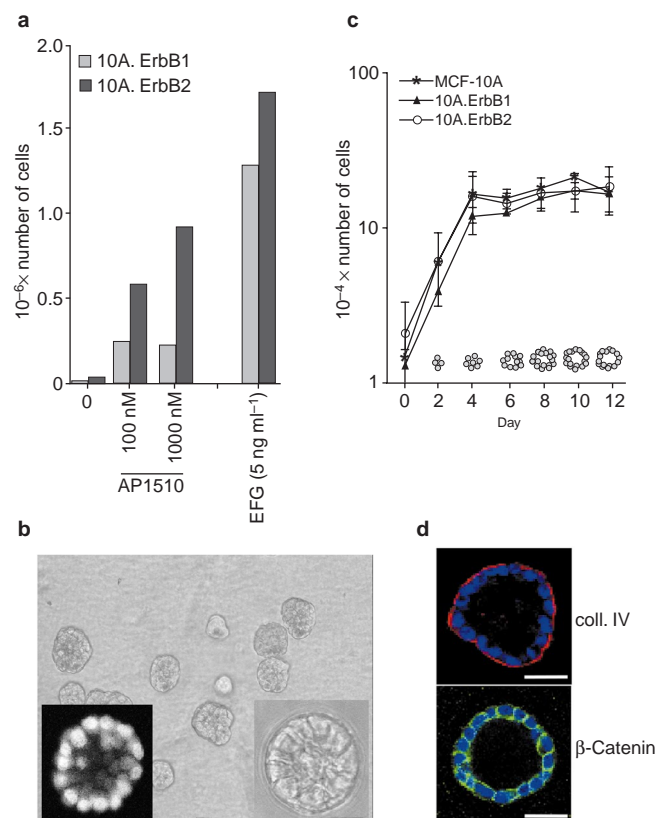 a
2.0
10A. ErbB1
10A. ErbB2
1.5
1.0
0.5
0
10⁻⁶× number of cells
0
100 nM
1000 nM
AP1510
EFG (5 ng ml⁻¹)
c
100
MCF-10A
10A.ErbB1
10A.ErbB2
10
1
10⁻⁴ × number of cells
0 2 4 6 8 10 12
Day
b
d
coll. IV
β-Catenin